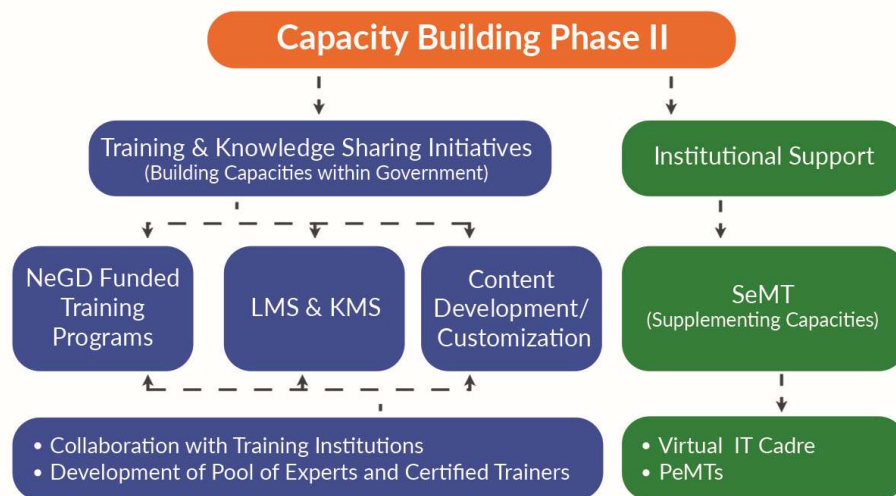 Capacity Building Phase II
Training & Knowledge Sharing Initiatives
(Building Capacities within Government)
Institutional Support
NeGD Funded
Training
Programs
LMS & KMS
Content
Development/
Customization
SeMT
(Supplementing Capacities)
• Collaboration with Training Institutions
• Development of Pool of Experts and Certified Trainers
• Virtual IT Cadre
• PeMTs